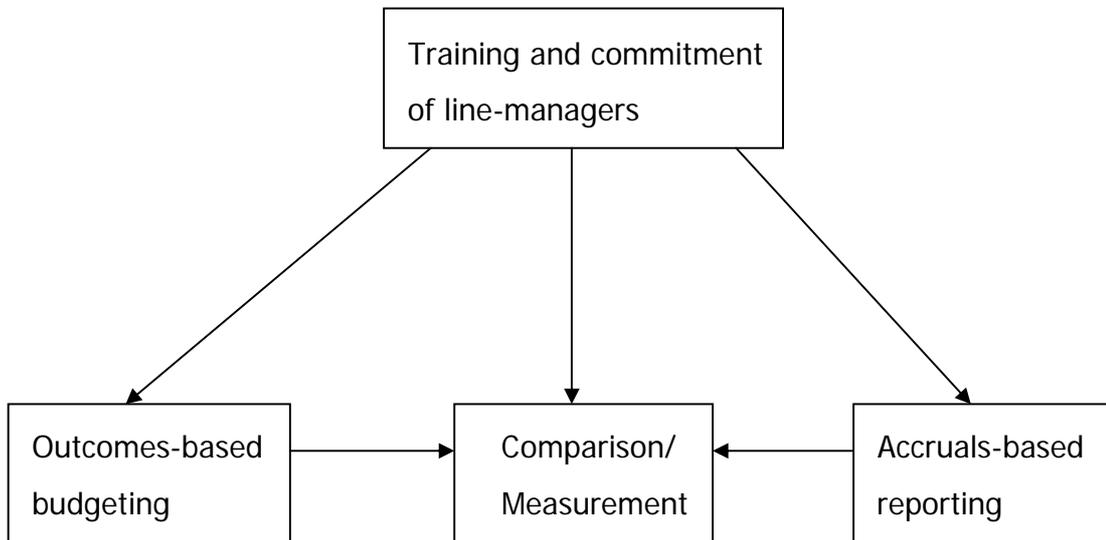 Training and commitment
of line-managers
Outcomes-based
budgeting
Comparison/
Measurement
Accruals-based
reporting